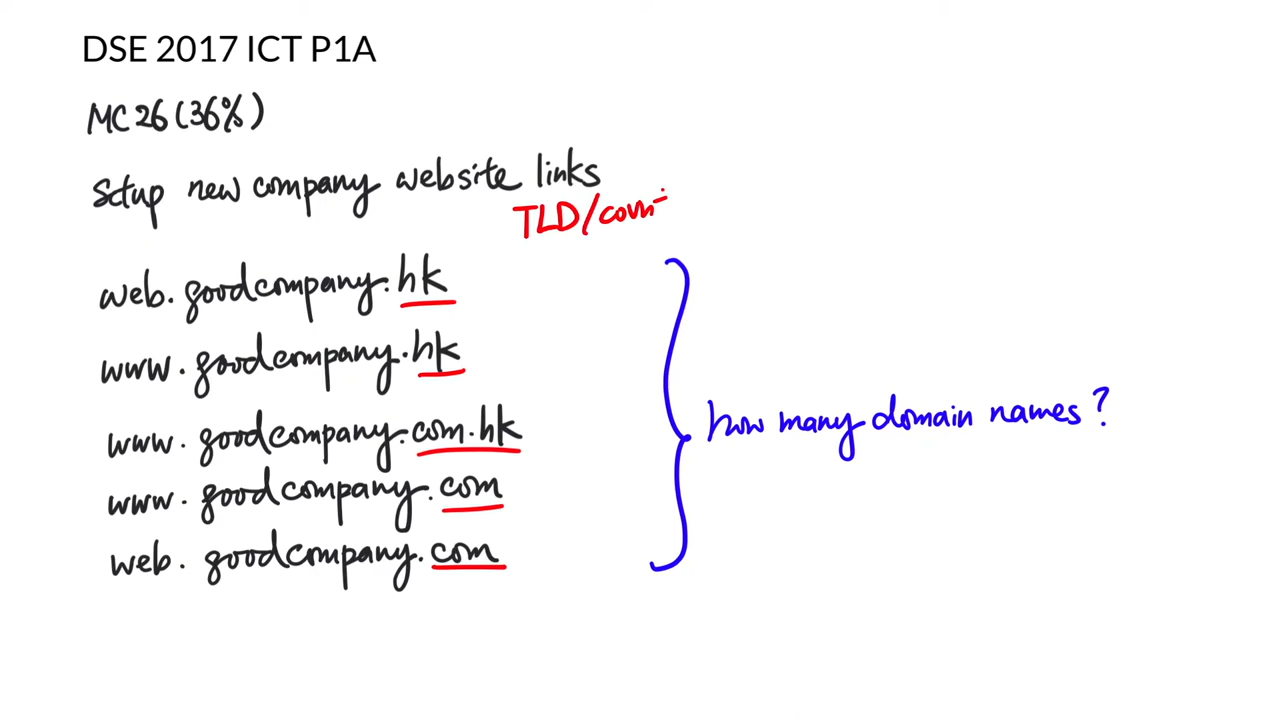 DSE 2017 ICT P1A
MC 26 (36%)
Setup new company website links
TLD/coun
web. goodcompany.hk
www. goodcompany.hk
www. goodcompany.com.hk
www. goodcompany.com
web. goodcompany.com
how many domain names?